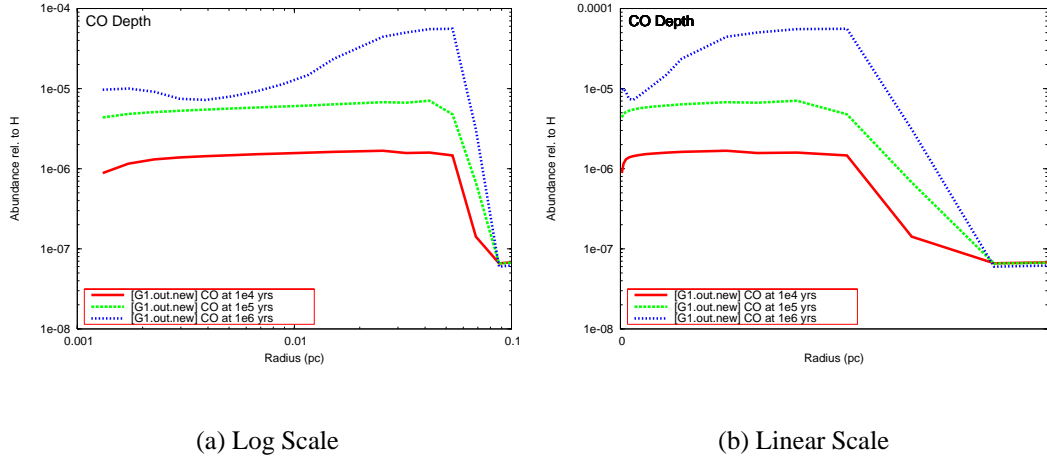 CO Depth
1e-04
1e-05
1e-06
1e-07
1e-08
Abundance rel. to H
[G1.out.new] CO at 1e4 yrs
[G1.out.new] CO at 1e5 yrs
[G1.out.new] CO at 1e6 yrs
0.001
0.01
0.1
Radius (pc)
(a) Log Scale
CO Depth
0.0001
1e-05
1e-06
1e-07
1e-08
Abundance rel. to H
[G1.out.new] CO at 1e4 yrs
[G1.out.new] CO at 1e5 yrs
[G1.out.new] CO at 1e6 yrs
0
Radius (pc)
(b) Linear Scale